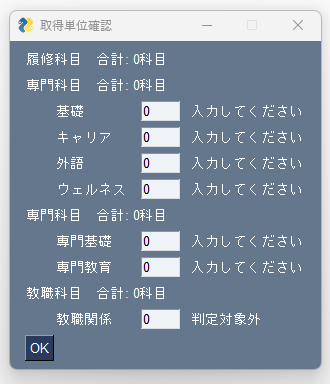 取得単位確認
履修科目 合計: 0科目
専門科目 合計: 0科目
基礎 0 入力してください
キャリア 0 入力してください
外語 0 入力してください
ウェルネス 0 入力してください
専門科目 合計: 0科目
専門基礎 0 入力してください
専門教育 0 入力してください
教職科目 合計: 0科目
教職関係 0 判定対象外
OK